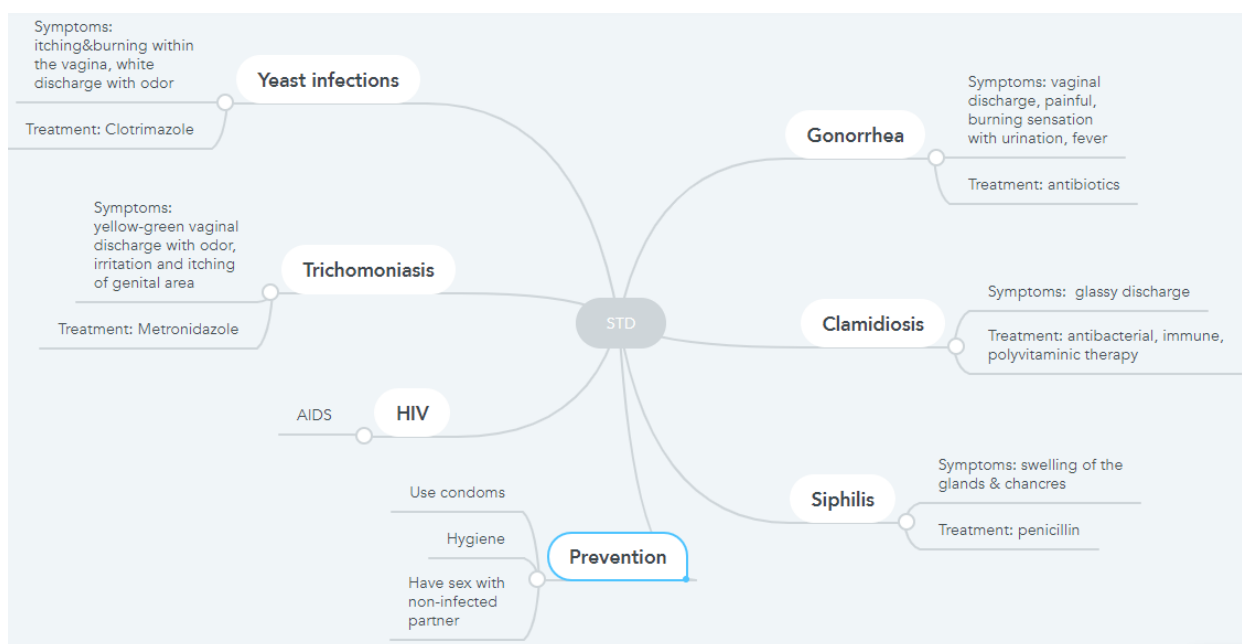 Symptoms:
itching&burning within
the vagina, white
discharge with odor
Treatment: Clotrimazole
Yeast infections
Symptoms:
yellow-green vaginal
discharge with odor,
irritation and itching
of genital area
Treatment: Metronidazole
Trichomoniasis
AIDS
HIV
Use condoms
Hygiene
Have sex with
non-infected
partner
Prevention
STD
Gonorrhea
Symptoms: vaginal
discharge, painful,
burning sensation
with urination, fever
Treatment: antibiotics
Clamidiosis
Symptoms:  glassy discharge
Treatment: antibacterial, immune,
polyvitaminic therapy
Siphilis
Symptoms: swelling of the
glands & chancres
Treatment: penicillin